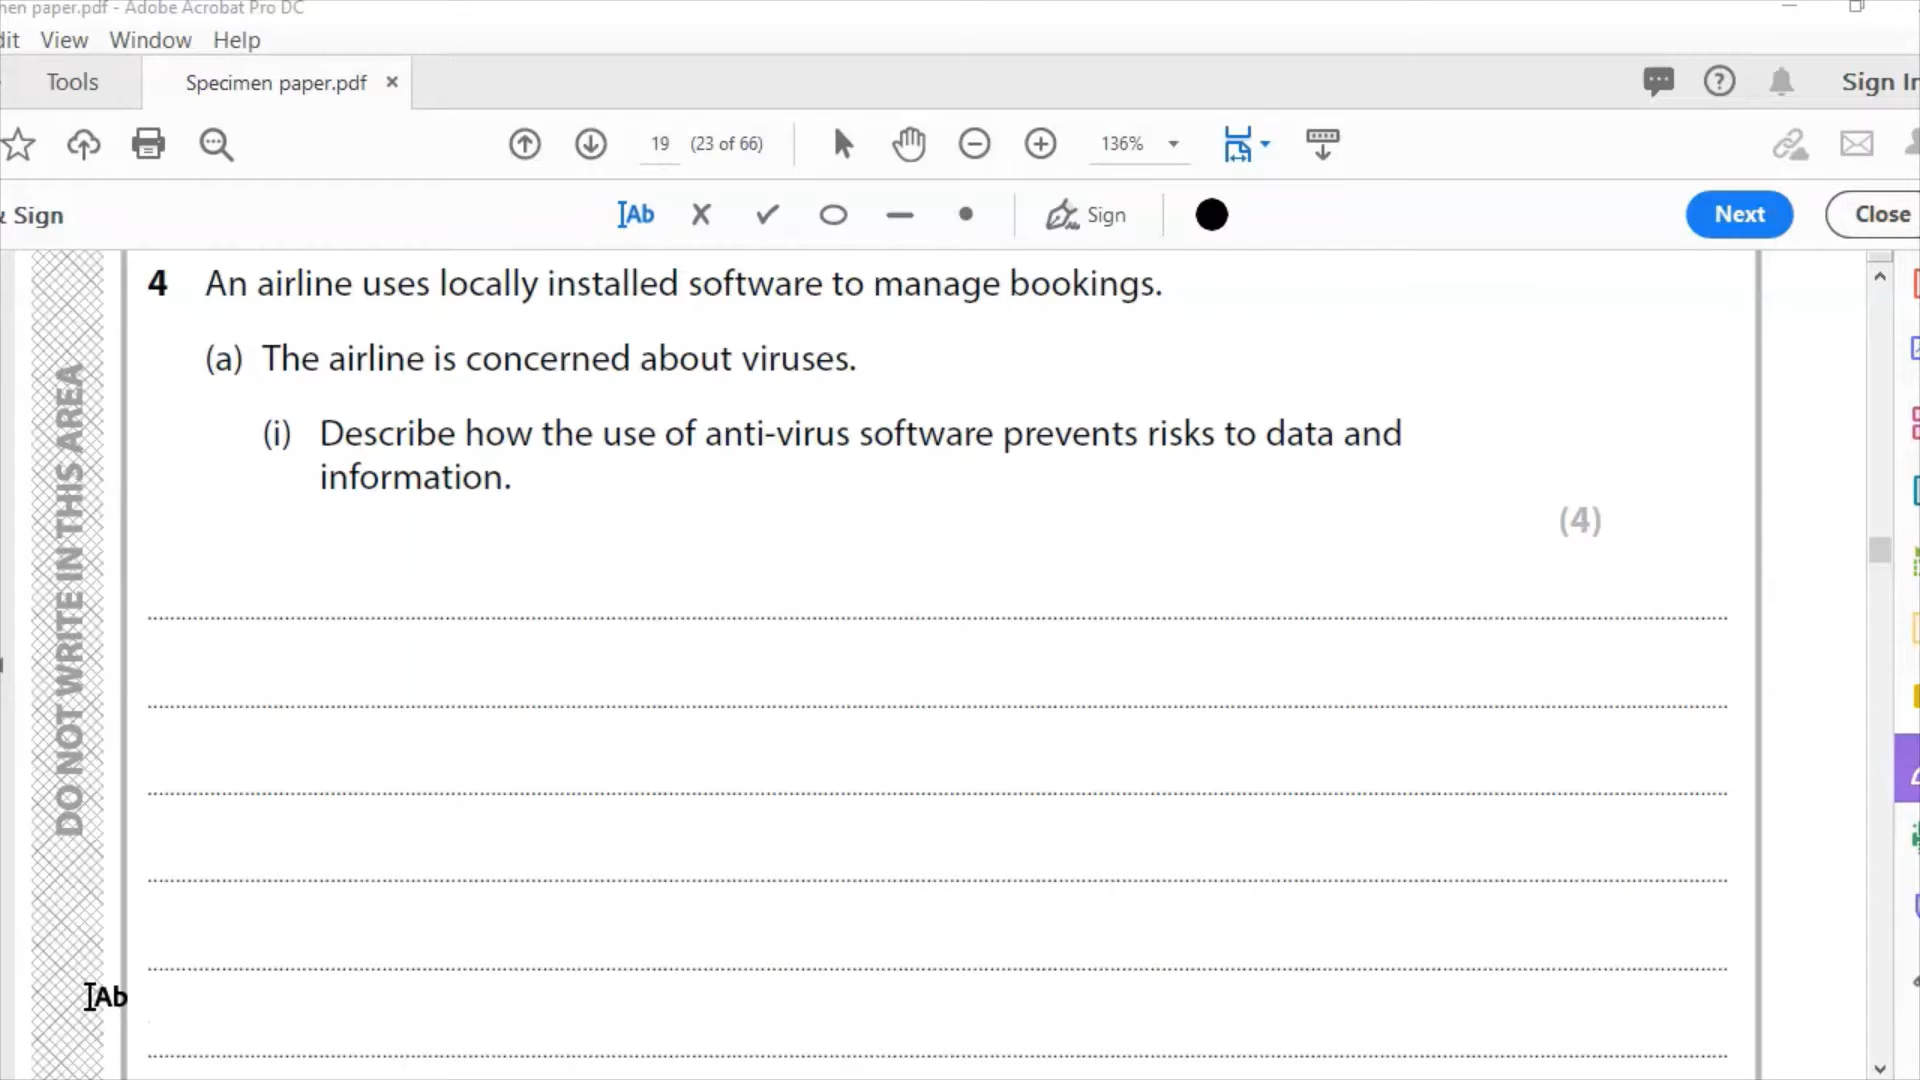 nen paper.pdf - Adobe Acrobat Pro DC
dit View Window Help
Tools
Specimen paper.pdf ×
Sign In
19 (23 of 66)
136%
& Sign
Ab
Sign
Next
Close
4 An airline uses locally installed software to manage bookings.
(a) The airline is concerned about viruses.
(i) Describe how the use of anti-virus software prevents risks to data and
information.
(4)
DO NOT WRITE IN THIS AREA
Ab